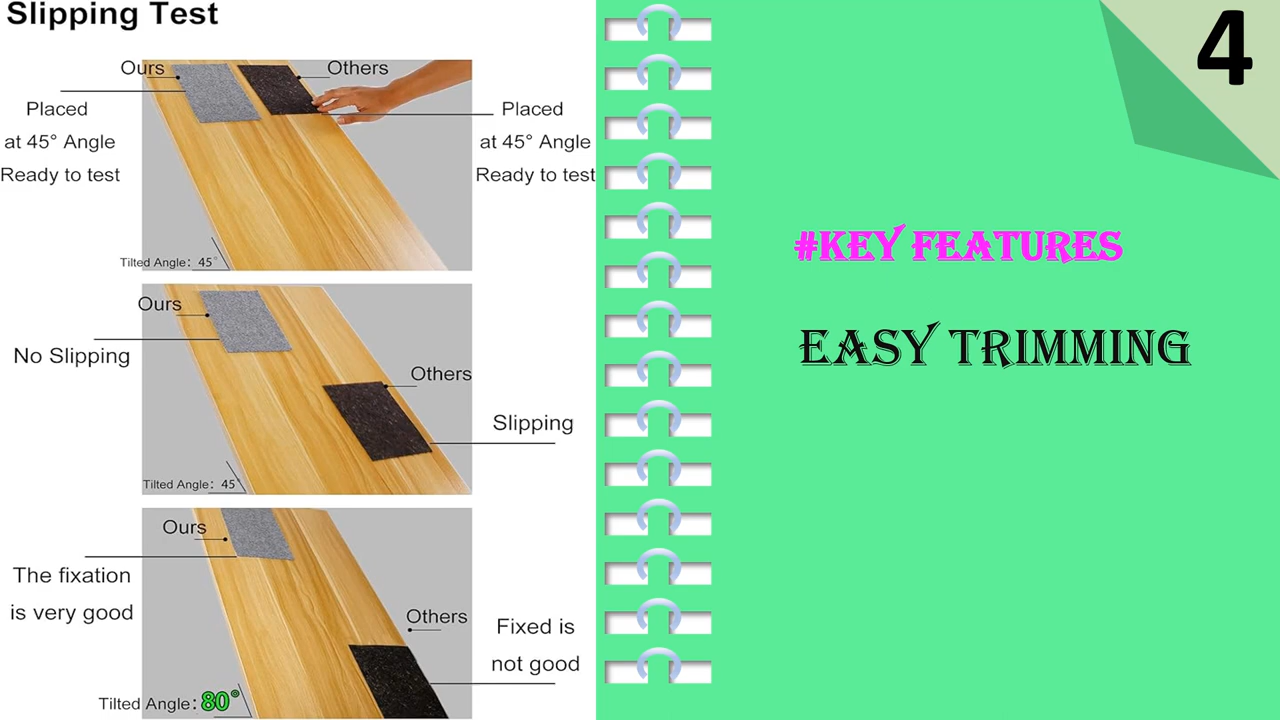 Slipping Test
Ours
Others
Placed
at 45° Angle
Ready to test
Placed
at 45° Angle
Ready to test
Tilted Angle: 45°
Ours
No Slipping
Others
Slipping
Tilted Angle: 45°
Ours
The fixation
is very good
Others
Fixed is
not good
Tilted Angle: 80°
4
#KEY FEATURES
EASY TRIMMING